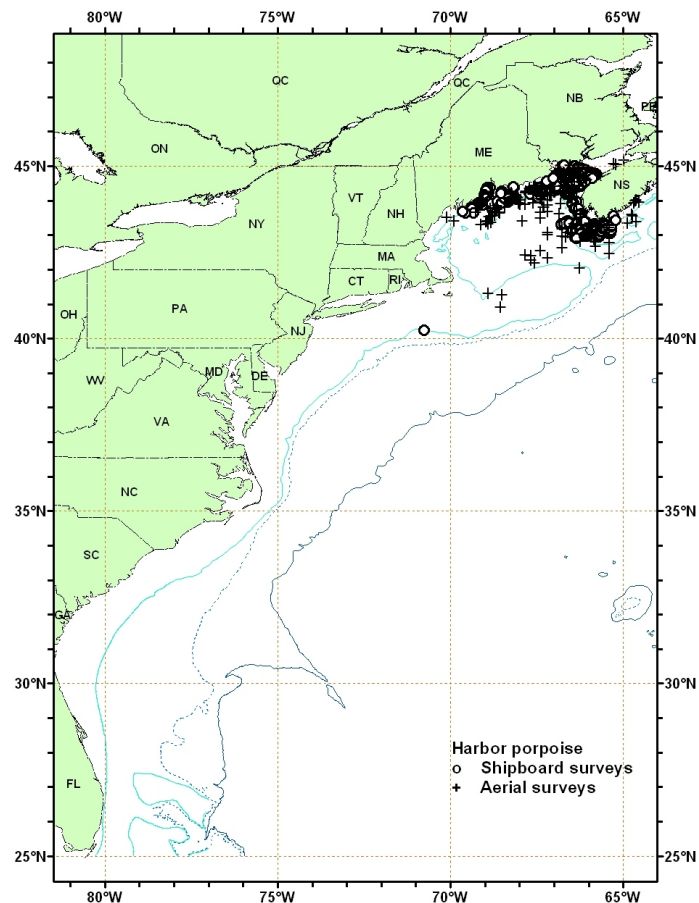 80°W 75°W 70°W 65°W
QC QC
NB
PE
ON
ME
45°N 45°N
NS
VT
NH
NY
MA
CT RI
OH
PA
NJ
40°N 40°N
MD DE
WV
VA
NC
35°N 35°N
SC
GA
30°N 30°N
Harbor porpoise
Shipboard surveys
FL
Aerial surveys
25°N 25°N
80°W 75°W 70°W 65°W